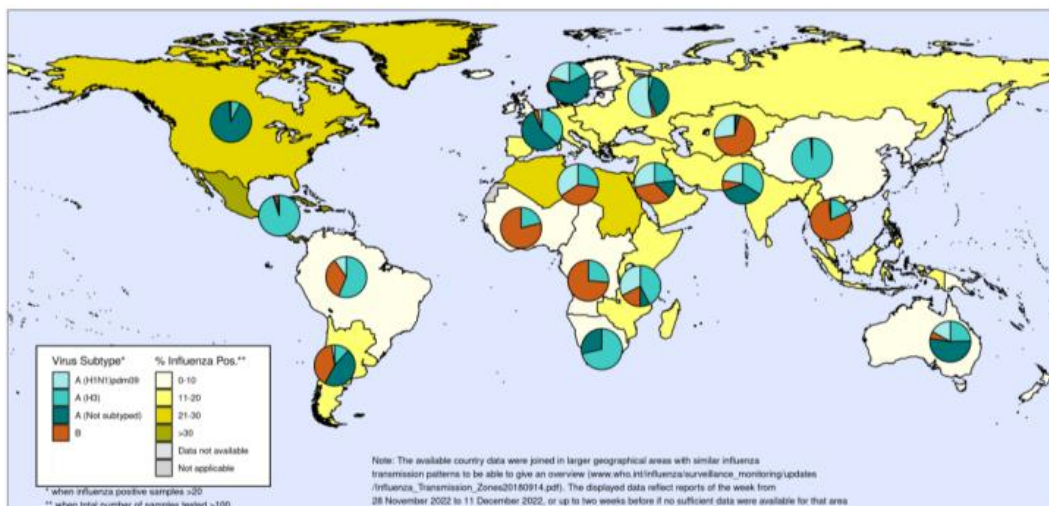 Virus Subtype*
A (H1N1)pdm09
A (H3)
A (Not subtyped)
B
% Influenza Pos.**
0-10
11-20
21-30
>30
Data not available
Not applicable
* when influenza positive samples >20
** when total number of samples tested >100
Note: The available country data were joined in larger geographical areas with similar influenza
transmission patterns to be able to give an overview (www.who.int/influenza/surveillance_monitoring/updates
/Influenza_Transmission_Zones20180914.pdf). The displayed data reflect reports of the week from
28 November 2022 to 11 December 2022, or up to two weeks before if no sufficient data were available for that area